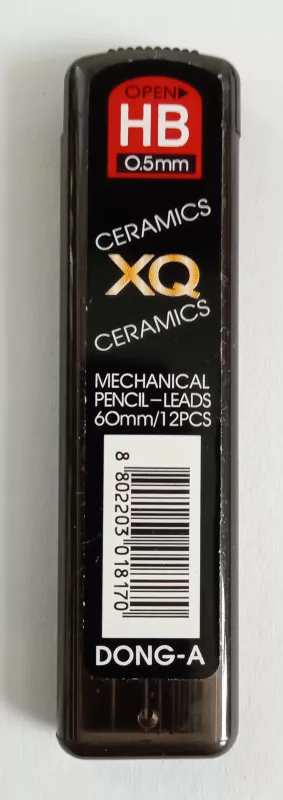 OPEN▶
HB
0.5mm
CERAMICS
XQ
CERAMICS
MECHANICAL
PENCIL-LEADS
60mm/12PCS
8 802203 018170
DONG-A